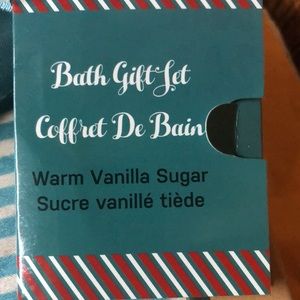 Bath Gift Set
Coffret De Bain
Warm Vanilla Sugar
Sucre vanillé tiède